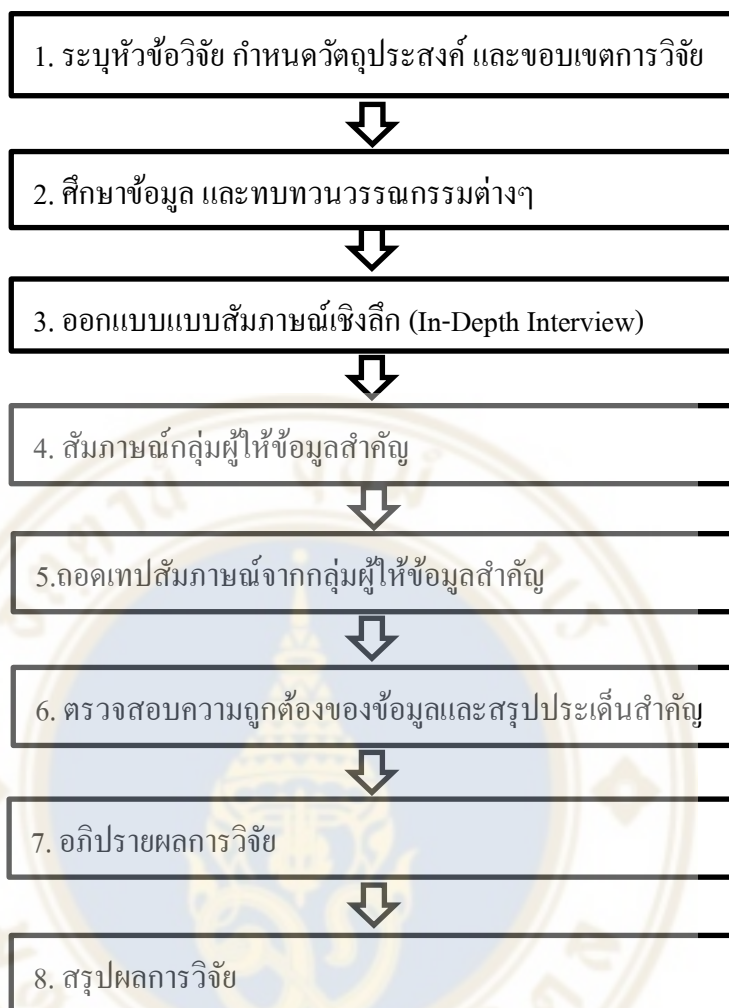 1. ระบุหัวข้อวิจัย กำหนดวัตถุประสงค์ และขอบเขตการวิจัย
2. ศึกษาข้อมูล และทบทวนวรรณกรรมต่างๆ
3. ออกแบบแบบสัมภาษณ์เชิงลึก (In-Depth Interview)
4. สัมภาษณ์กลุ่มผู้ให้ข้อมูลสำคัญ
5.ถอดเทปสัมภาษณ์จากกลุ่มผู้ให้ข้อมูลสำคัญ
6. ตรวจสอบความถูกต้องของข้อมูลและสรุปประเด็นสำคัญ
7. อภิปรายผลการวิจัย
8. สรุปผลการวิจัย